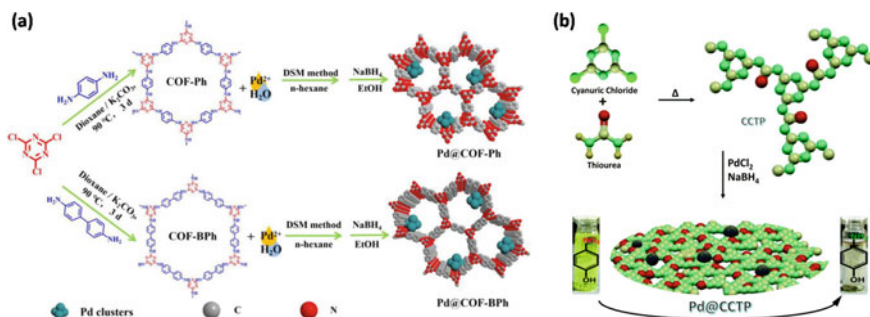 (a)
H₂N
NH₂
Dioxane / K₂CO₃,
90 °C, 3 d
COF-Ph
+ Pd²⁺
H₂O
DSM method
n-hexane
NaBH₄
EtOH
Pd@COF-Ph
Cl
N
N
Cl
N
Cl
Dioxane / K₂CO₃,
90 °C, 3 d
H₂N
NH₂
COF-BPh
+ Pd²⁺
H₂O
DSM method
n-hexane
NaBH₄
EtOH
Pd@COF-BPh
Pd clusters
C
N
(b)
Cyanuric Chloride
+
Thiourea
Δ
CCTP
PdCl₂
NaBH₄
OH
OH
Pd@CCTP